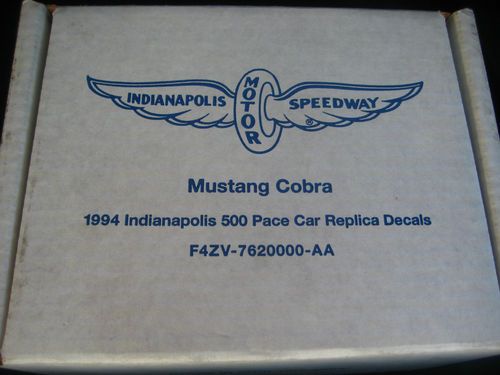 INDIANAPOLIS MOTOR SPEEDWAY
®
Mustang Cobra
1994 Indianapolis 500 Pace Car Replica Decals
F4ZV-7620000-AA